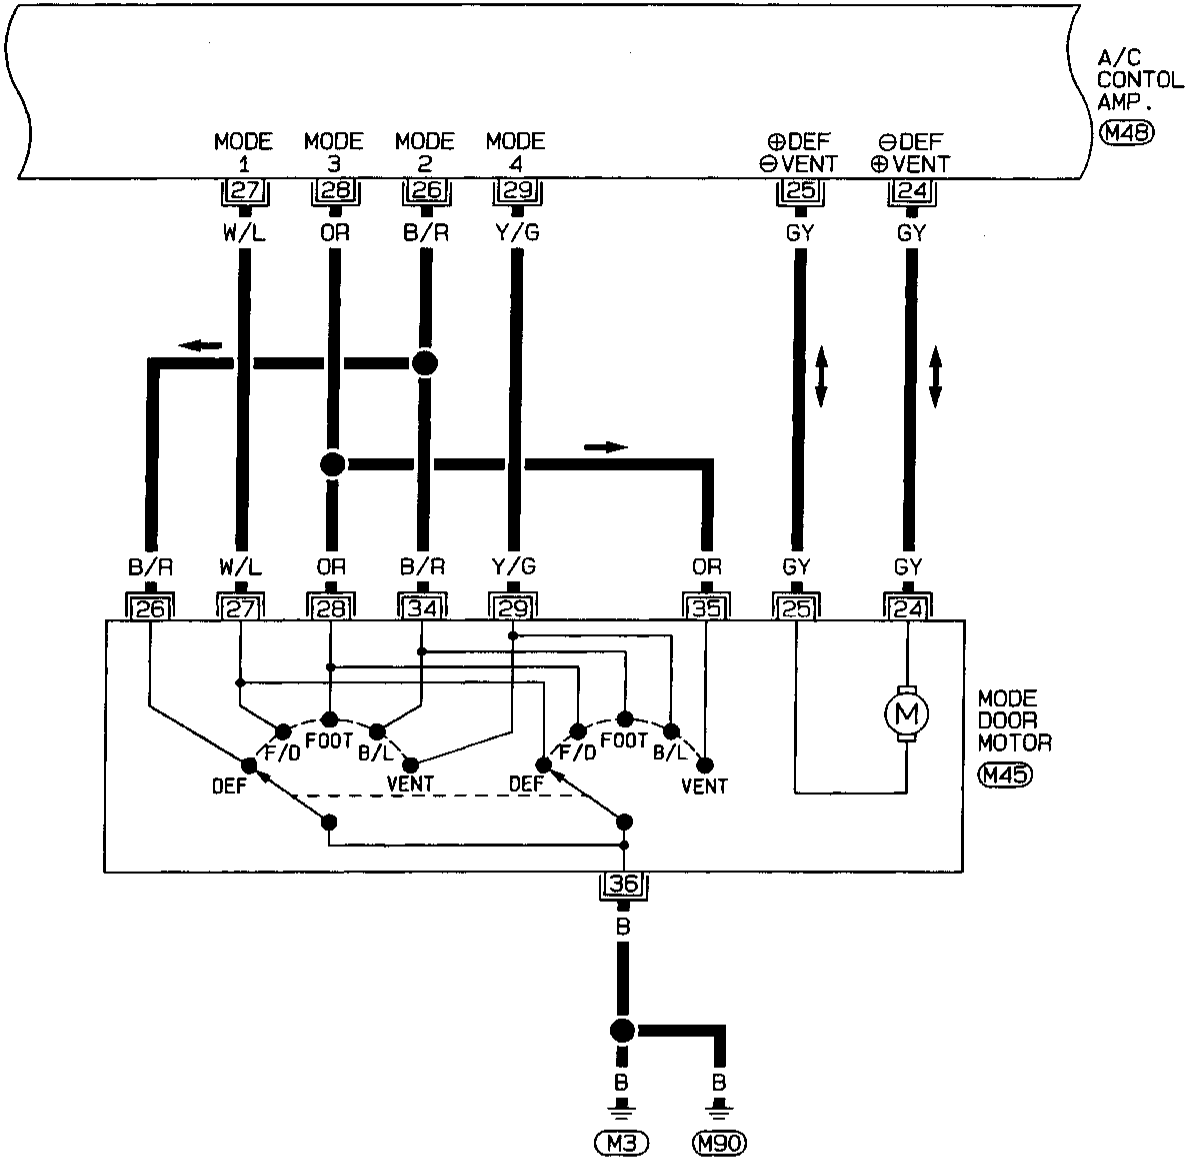 A/C
CONTOL
AMP.
M48
MODE 1
MODE 3
MODE 2
MODE 4
⊕DEF
⊖VENT
⊖DEF
⊕VENT
27 28 26 29 25 24
W/L OR B/R Y/G GY GY
B/R W/L OR B/R Y/G OR GY GY
26 27 28 34 29 35 25 24
MODE
DOOR
MOTOR
M45
M
DEF F/D FOOT B/L VENT
DEF F/D FOOT B/L VENT
36
B
B B
M3 M90